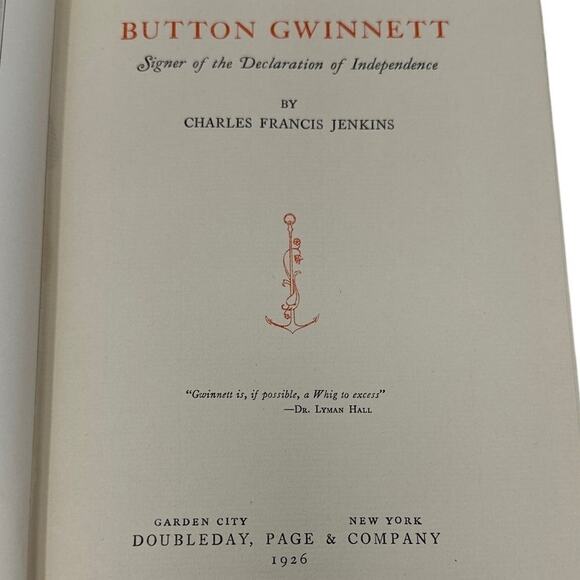 BUTTON GWINNETT
Signer of the Declaration of Independence
BY
CHARLES FRANCIS JENKINS
"Gwinnett is, if possible, a Whig to excess"
—DR. LYMAN HALL
GARDEN CITY NEW YORK
DOUBLEDAY, PAGE & COMPANY
1926